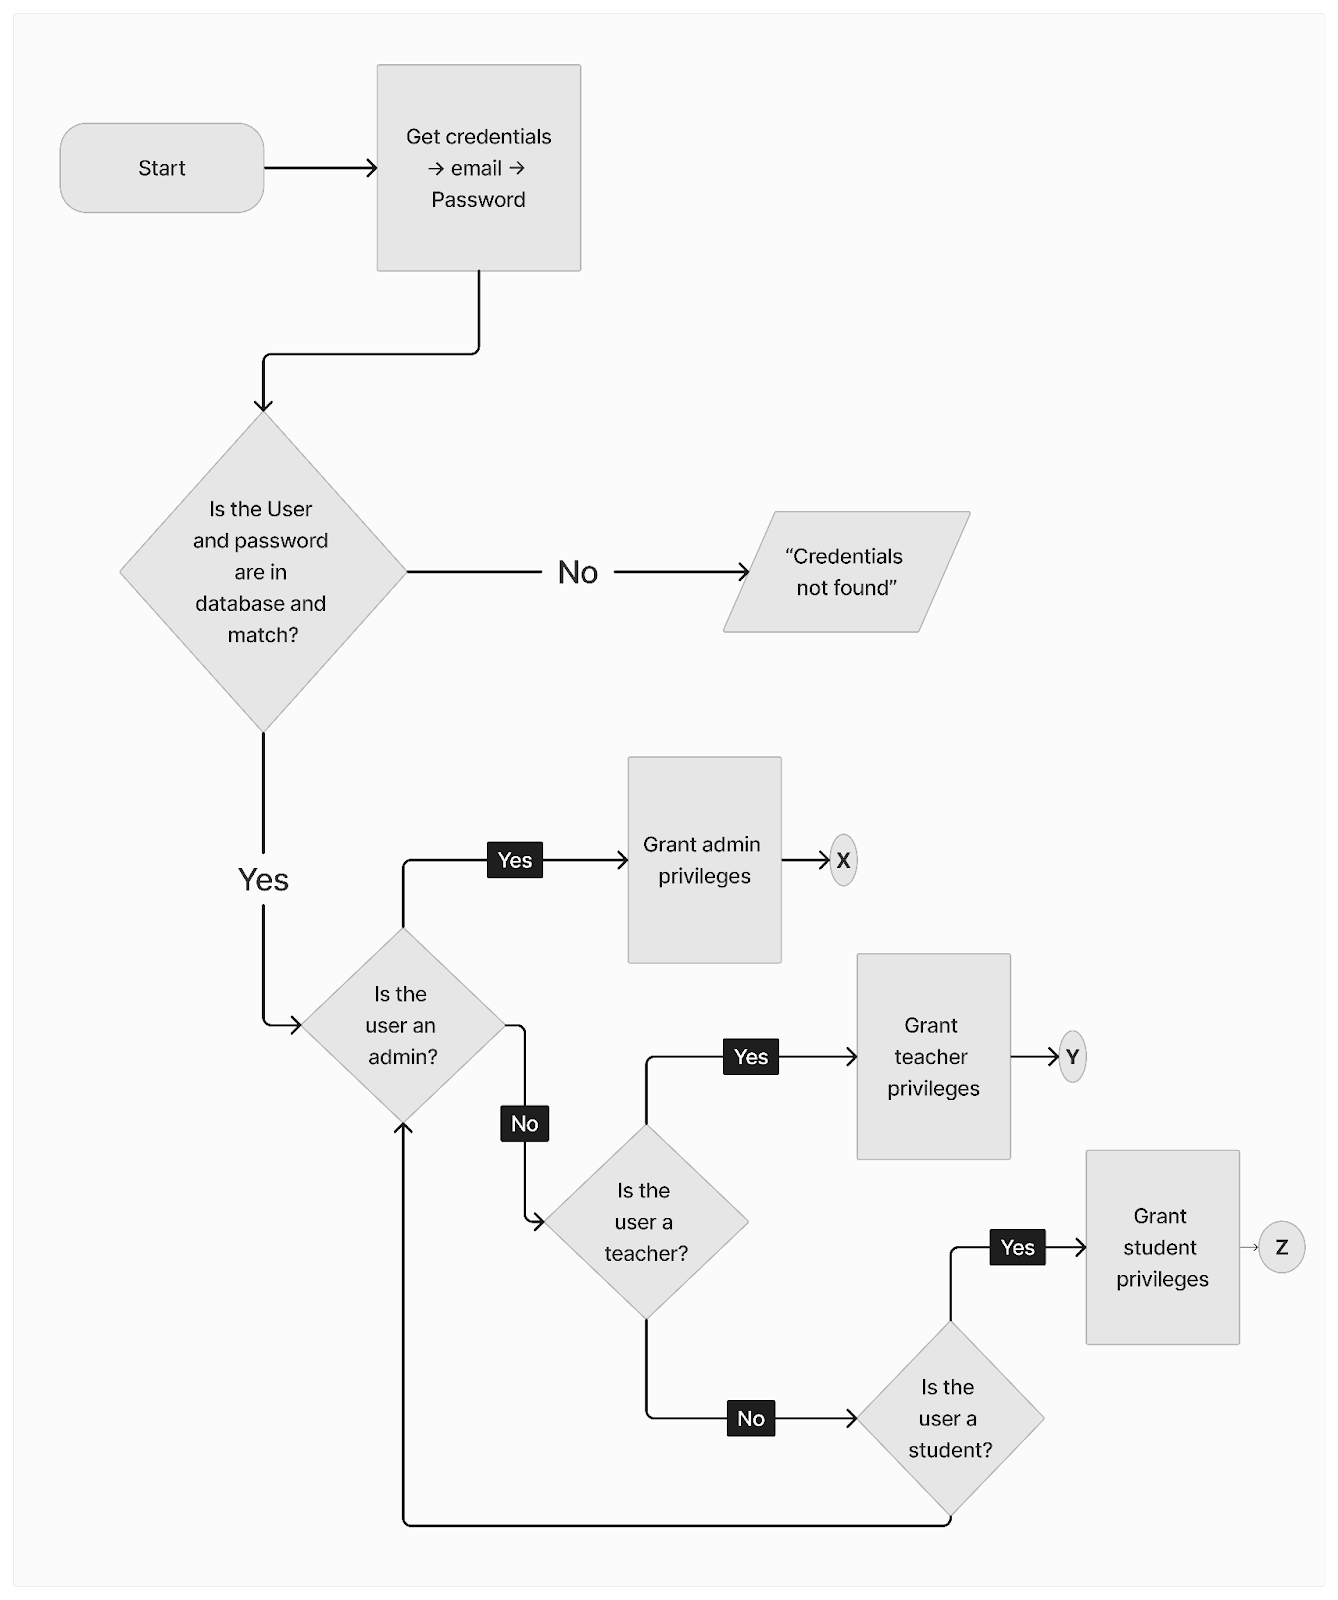 Start
Get credentials
→ email →
Password
Is the User
and password
are in
database and
match?
No
“Credentials
not found”
Yes
Yes
Grant admin
privileges
X
Is the
user an
admin?
No
Yes
Grant
teacher
privileges
Y
Is the
user a
teacher?
No
Yes
Grant
student
privileges
Z
Is the
user a
student?